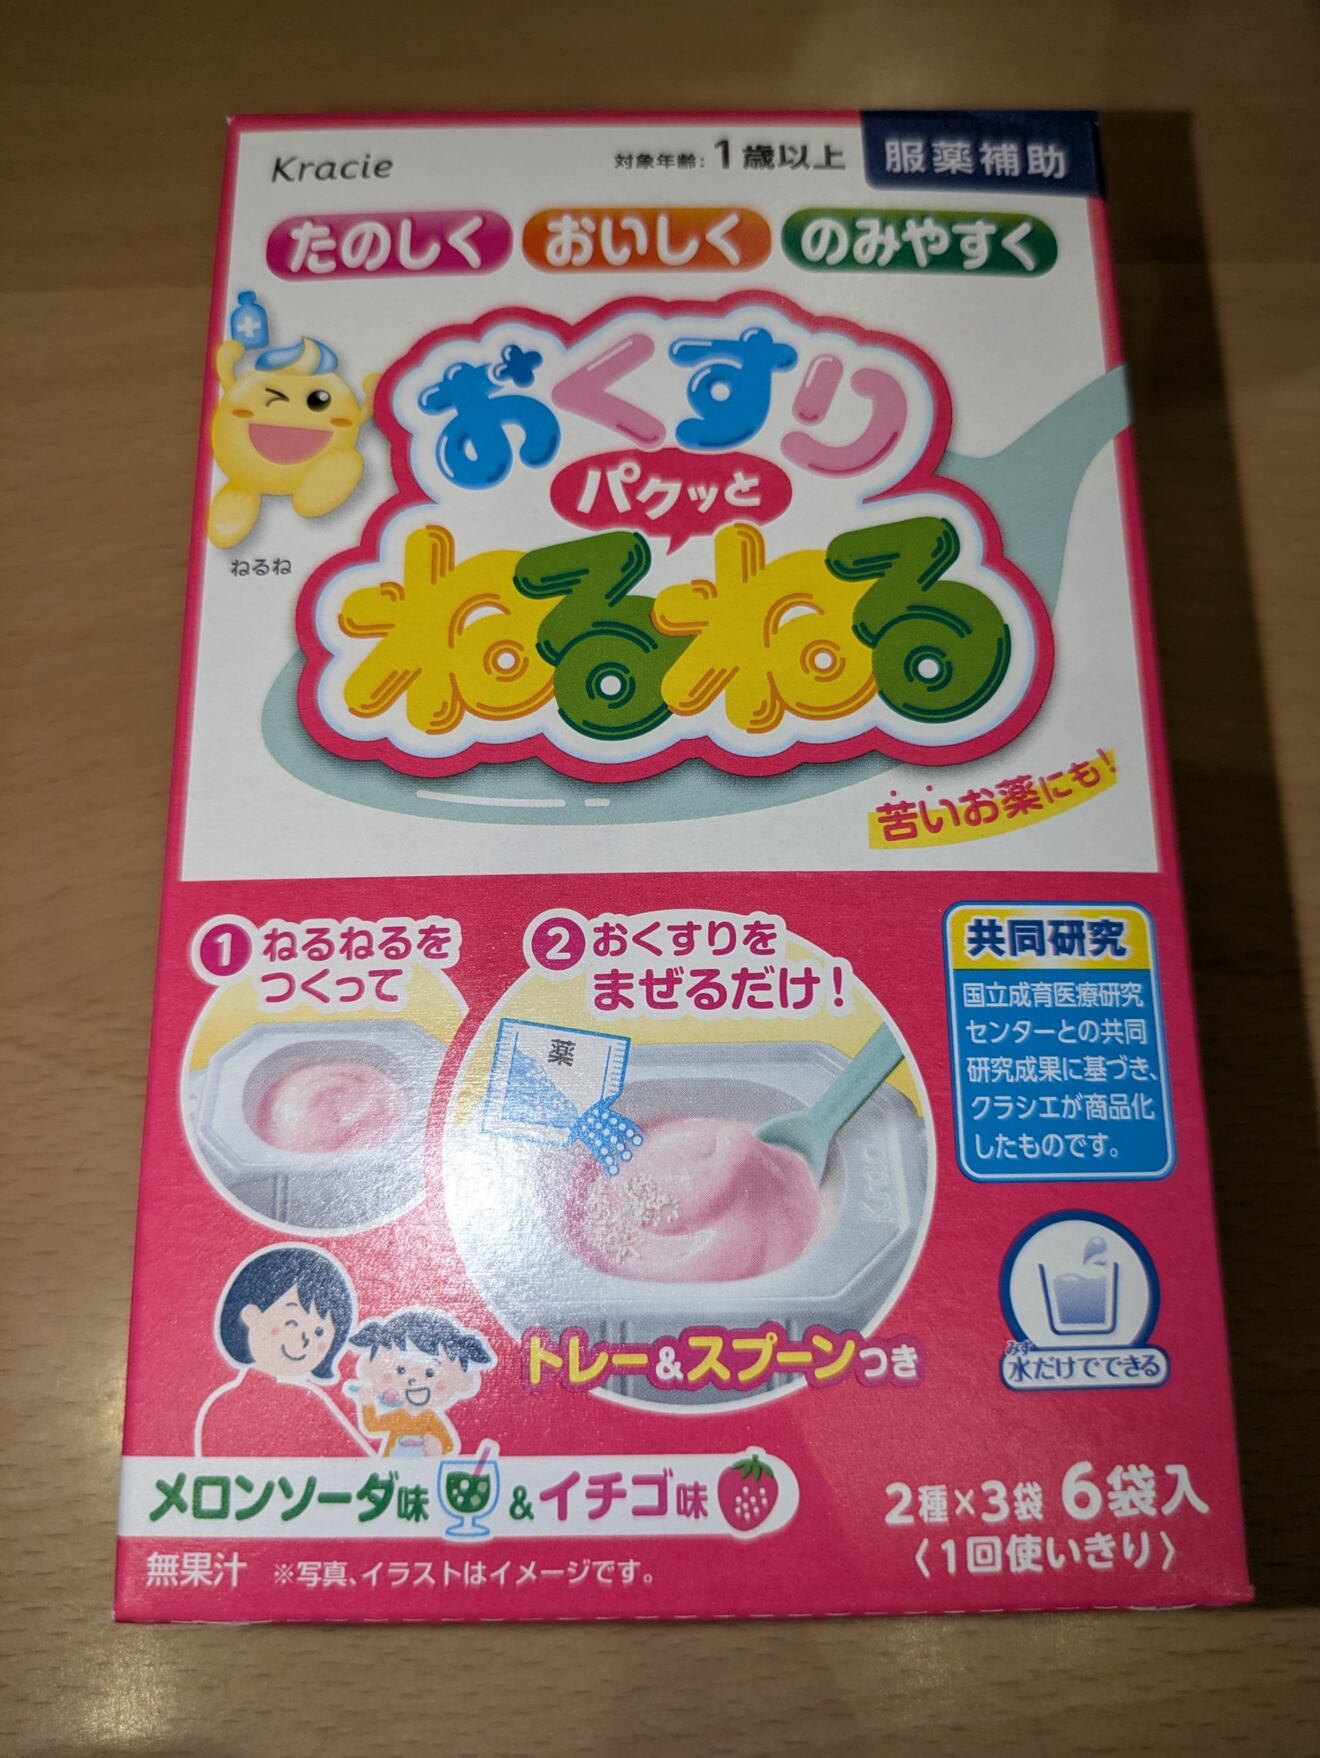 Kracie
対象年齢:1歳以上
服薬補助
たのしく おいしく のみやすく
おくすり
パクッと
ねるねる
ねるね
苦いお薬にも!
1 ねるねるを
つくって
2 おくすりを
まぜるだけ!
薬
Kracie
共同研究
国立成育医療研究
センターとの共同
研究成果に基づき、
クラシエが商品化
したものです。
みず
水だけでできる
トレー&スプーンつき
メロンソーダ味&イチゴ味
2種×3袋 6袋入
〈1回使いきり〉
無果汁 ※写真、イラストはイメージです。